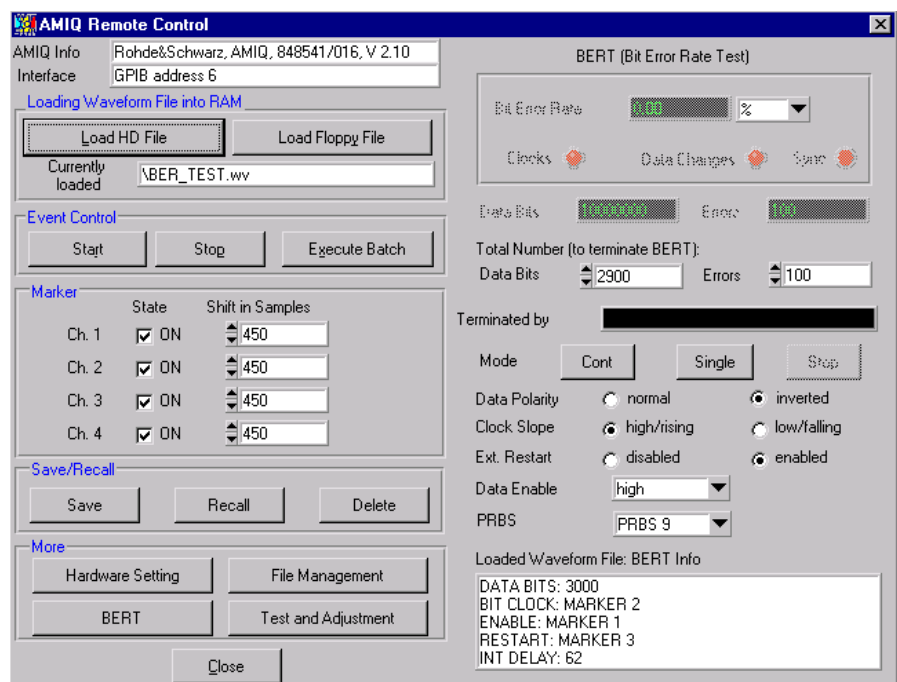 AMIQ Remote Control
AMIQ Info Rohde&Schwarz, AMIQ, 848541/016, V 2.10
Interface GPIB address 6
Loading Waveform File into RAM
Load HD File Load Floppy File
Currently loaded \BER_TEST.wv
Event Control
Start Stop Execute Batch
Marker
State Shift in Samples
Ch. 1 ON 450
Ch. 2 ON 450
Ch. 3 ON 450
Ch. 4 ON 450
Save/Recall
Save Recall Delete
More
Hardware Setting File Management
BERT Test and Adjustment
Close
BERT (Bit Error Rate Test)
Bit Error Rate 0.00 %
Clocks Data Changes Sync
Data Bits 10000000 Errors 100
Total Number (to terminate BERT):
Data Bits 2900 Errors 100
Terminated by
Mode Cont Single Stop
Data Polarity normal inverted
Clock Slope high/rising low/falling
Ext. Restart disabled enabled
Data Enable high
PRBS PRBS 9
Loaded Waveform File: BERT Info
DATA BITS: 3000
BIT CLOCK: MARKER 2
ENABLE: MARKER 1
RESTART: MARKER 3
INT DELAY: 62